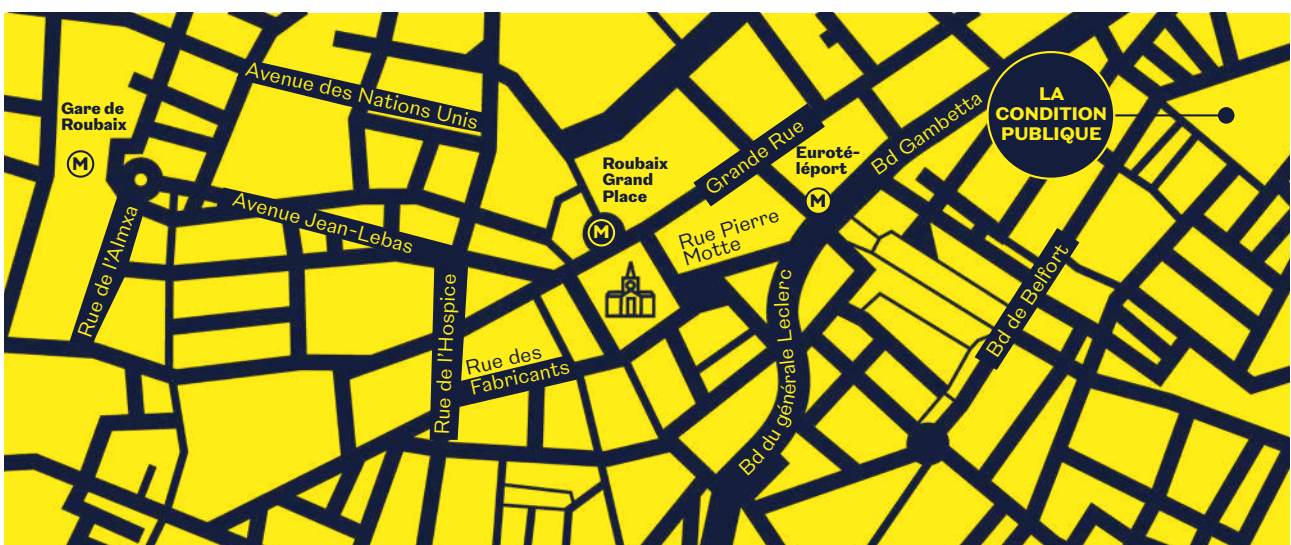 Avenue des Nations Unis
Gare de
Roubaix
M
Avenue Jean-Lebas
Rue de l'Almxa
Rue de l'Hospice
Rue des
Fabricants
Roubaix
Grand
Place
M
Grande Rue
Euroté-
léport
M
Bd Gambetta
Rue Pierre
Motte
Bd du générale Leclerc
LA
CONDITION
PUBLIQUE
Bd de Belfort